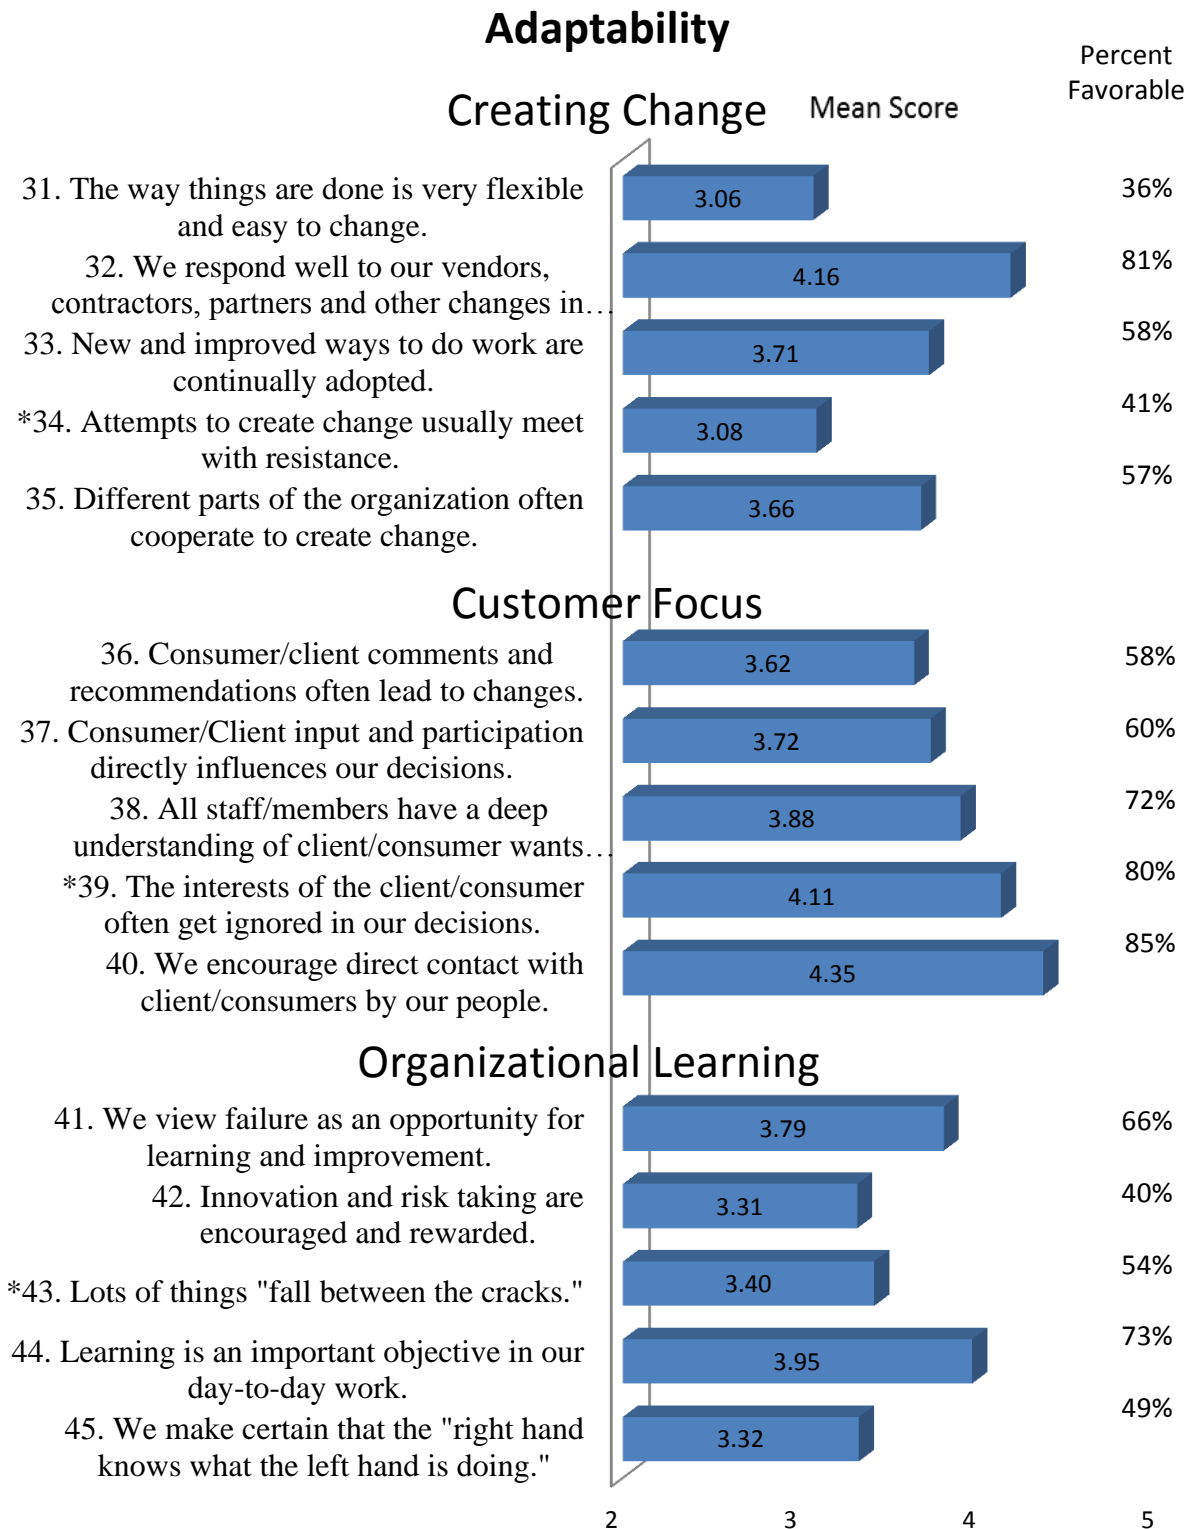 Adaptability
Percent
Favorable
Creating Change
Mean Score
31. The way things are done is very flexible
and easy to change.
3.06
36%
32. We respond well to our vendors,
contractors, partners and other changes in…
4.16
81%
33. New and improved ways to do work are
continually adopted.
3.71
58%
*34. Attempts to create change usually meet
with resistance.
3.08
41%
35. Different parts of the organization often
cooperate to create change.
3.66
57%
Customer Focus
36. Consumer/client comments and
recommendations often lead to changes.
3.62
58%
37. Consumer/Client input and participation
directly influences our decisions.
3.72
60%
38. All staff/members have a deep
understanding of client/consumer wants…
3.88
72%
*39. The interests of the client/consumer
often get ignored in our decisions.
4.11
80%
40. We encourage direct contact with
client/consumers by our people.
4.35
85%
Organizational Learning
41. We view failure as an opportunity for
learning and improvement.
3.79
66%
42. Innovation and risk taking are
encouraged and rewarded.
3.31
40%
*43. Lots of things "fall between the cracks."
3.40
54%
44. Learning is an important objective in our
day-to-day work.
3.95
73%
45. We make certain that the "right hand
knows what the left hand is doing."
3.32
49%
2 3 4 5